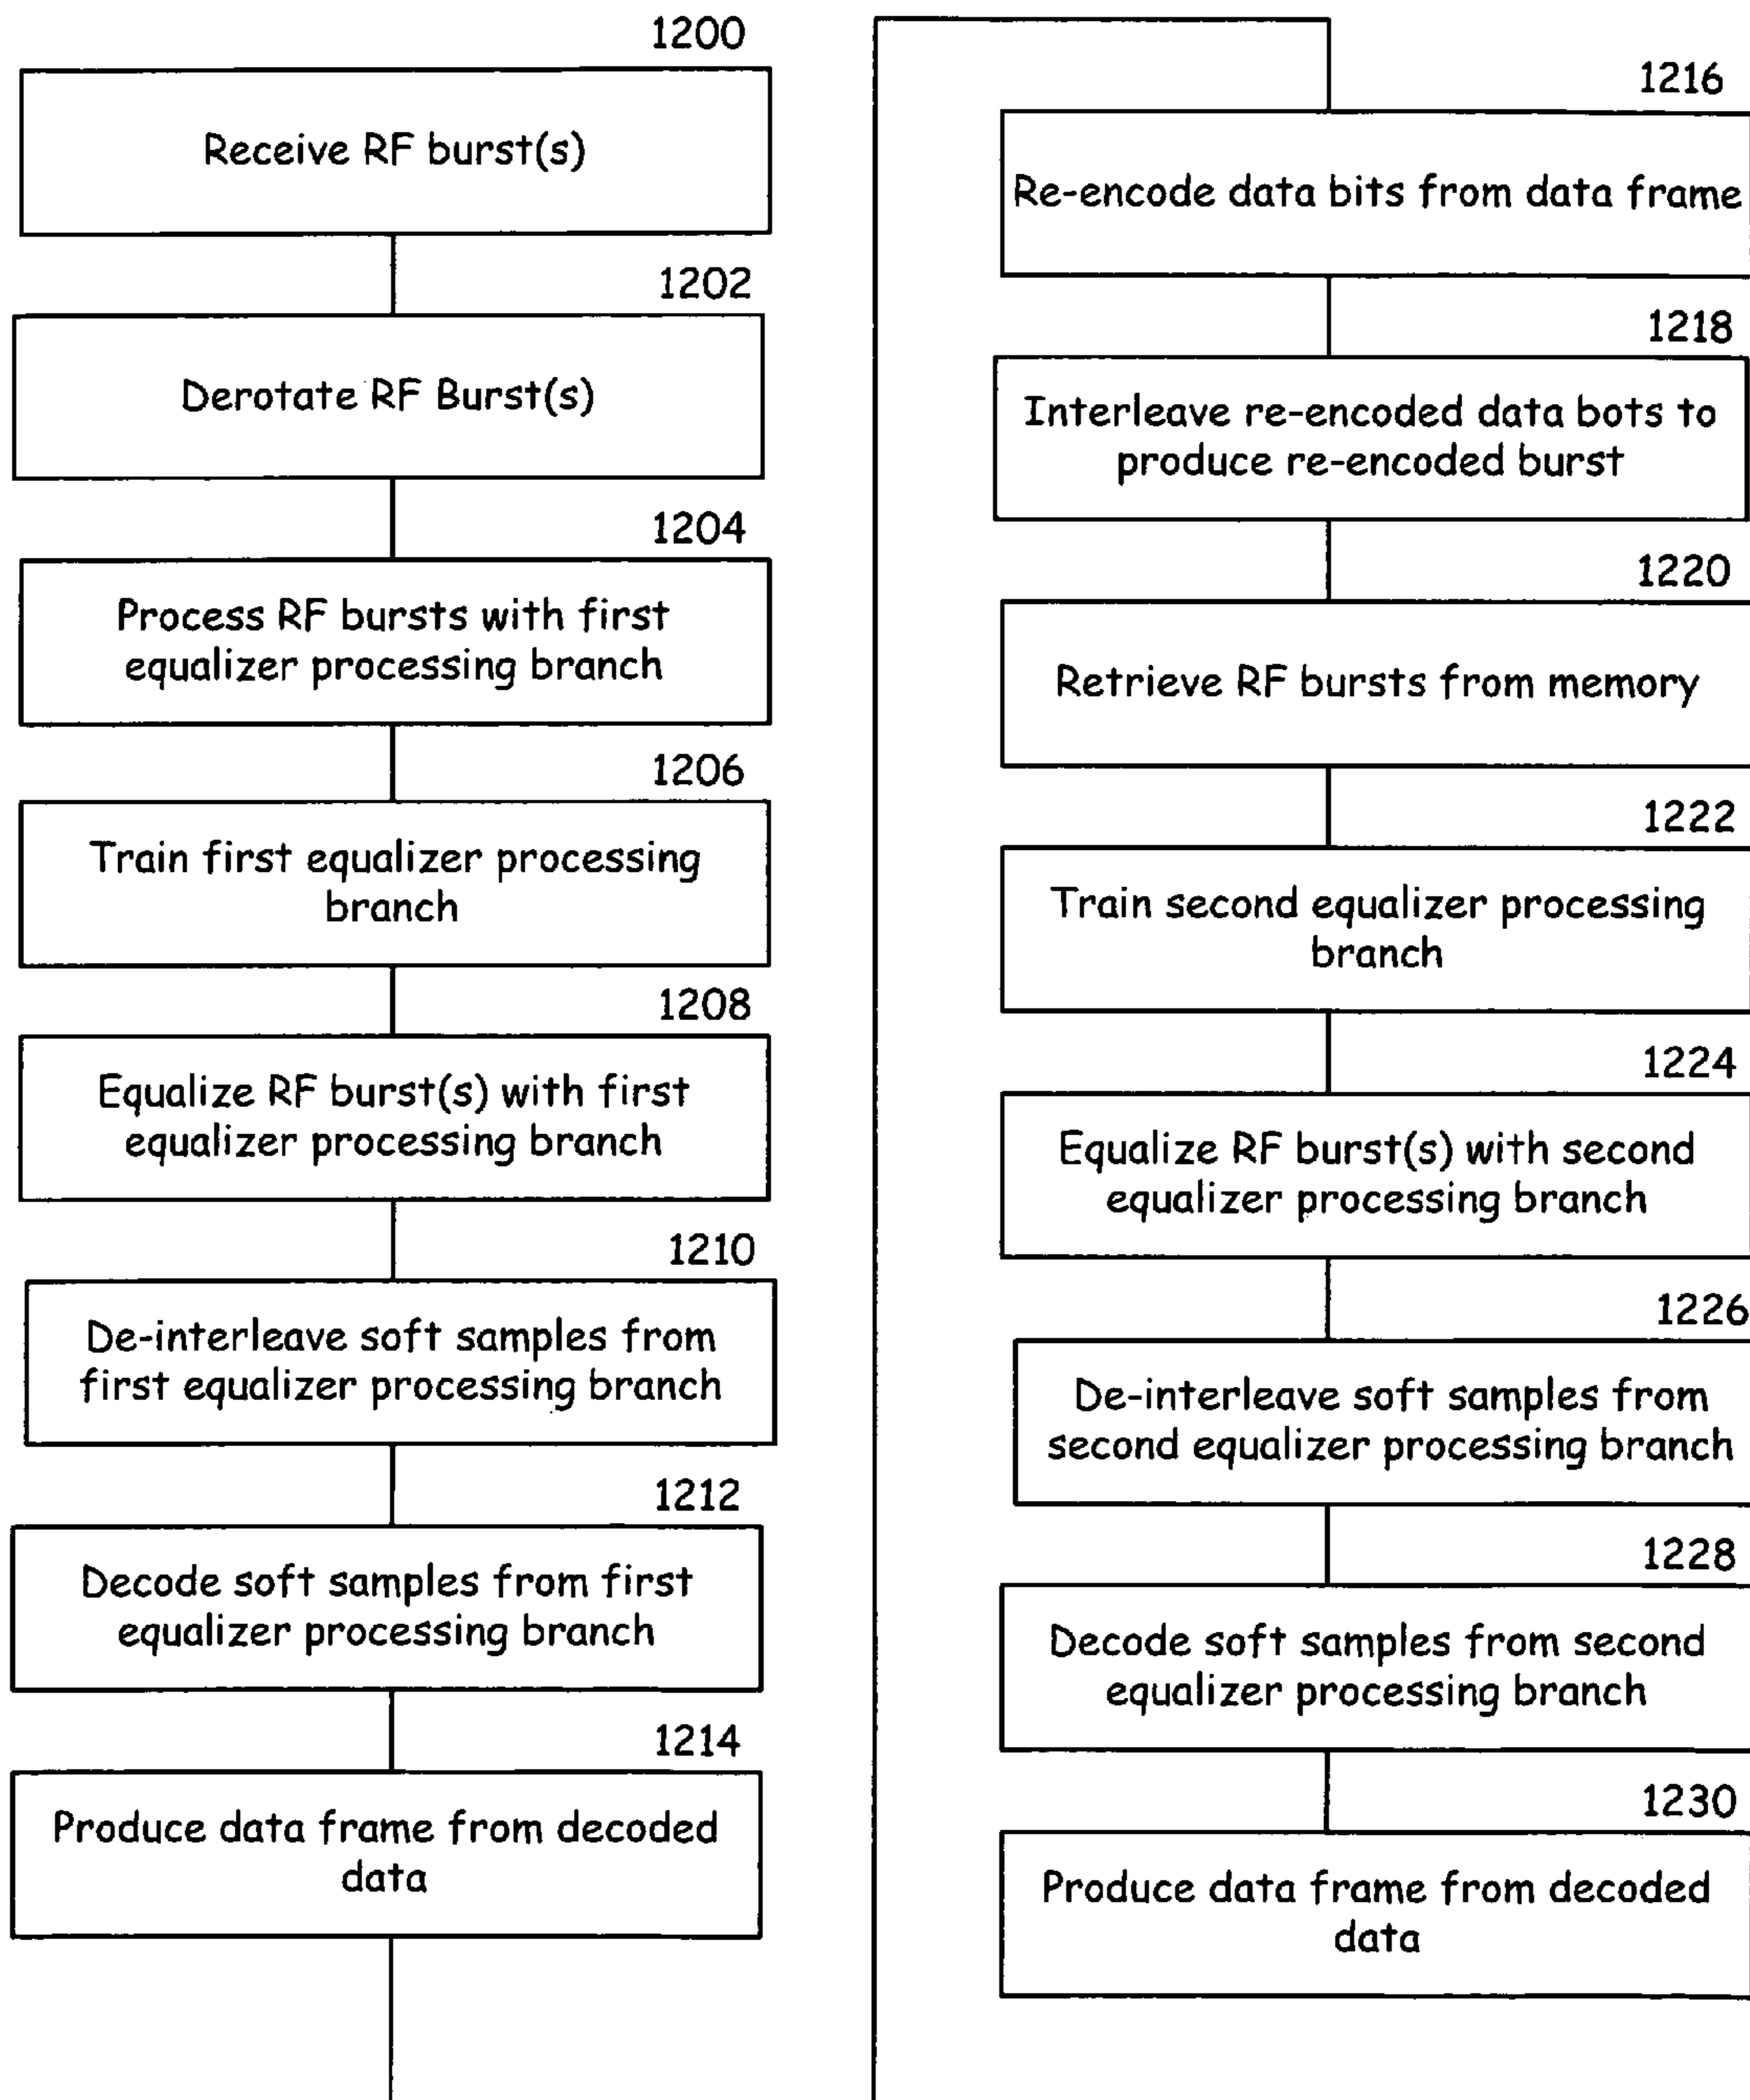 1200
Receive RF burst(s)
1202
Derotate RF Burst(s)
1204
Process RF bursts with first
equalizer processing branch
1206
Train first equalizer processing
branch
1208
Equalize RF burst(s) with first
equalizer processing branch
1210
De-interleave soft samples from
first equalizer processing branch
1212
Decode soft samples from first
equalizer processing branch
1214
Produce data frame from decoded
data
1216
Re-encode data bits from data frame
1218
Interleave re-encoded data bots to
produce re-encoded burst
1220
Retrieve RF bursts from memory
1222
Train second equalizer processing
branch
1224
Equalize RF burst(s) with second
equalizer processing branch
1226
De-interleave soft samples from
second equalizer processing branch
1228
Decode soft samples from second
equalizer processing branch
1230
Produce data frame from decoded
data